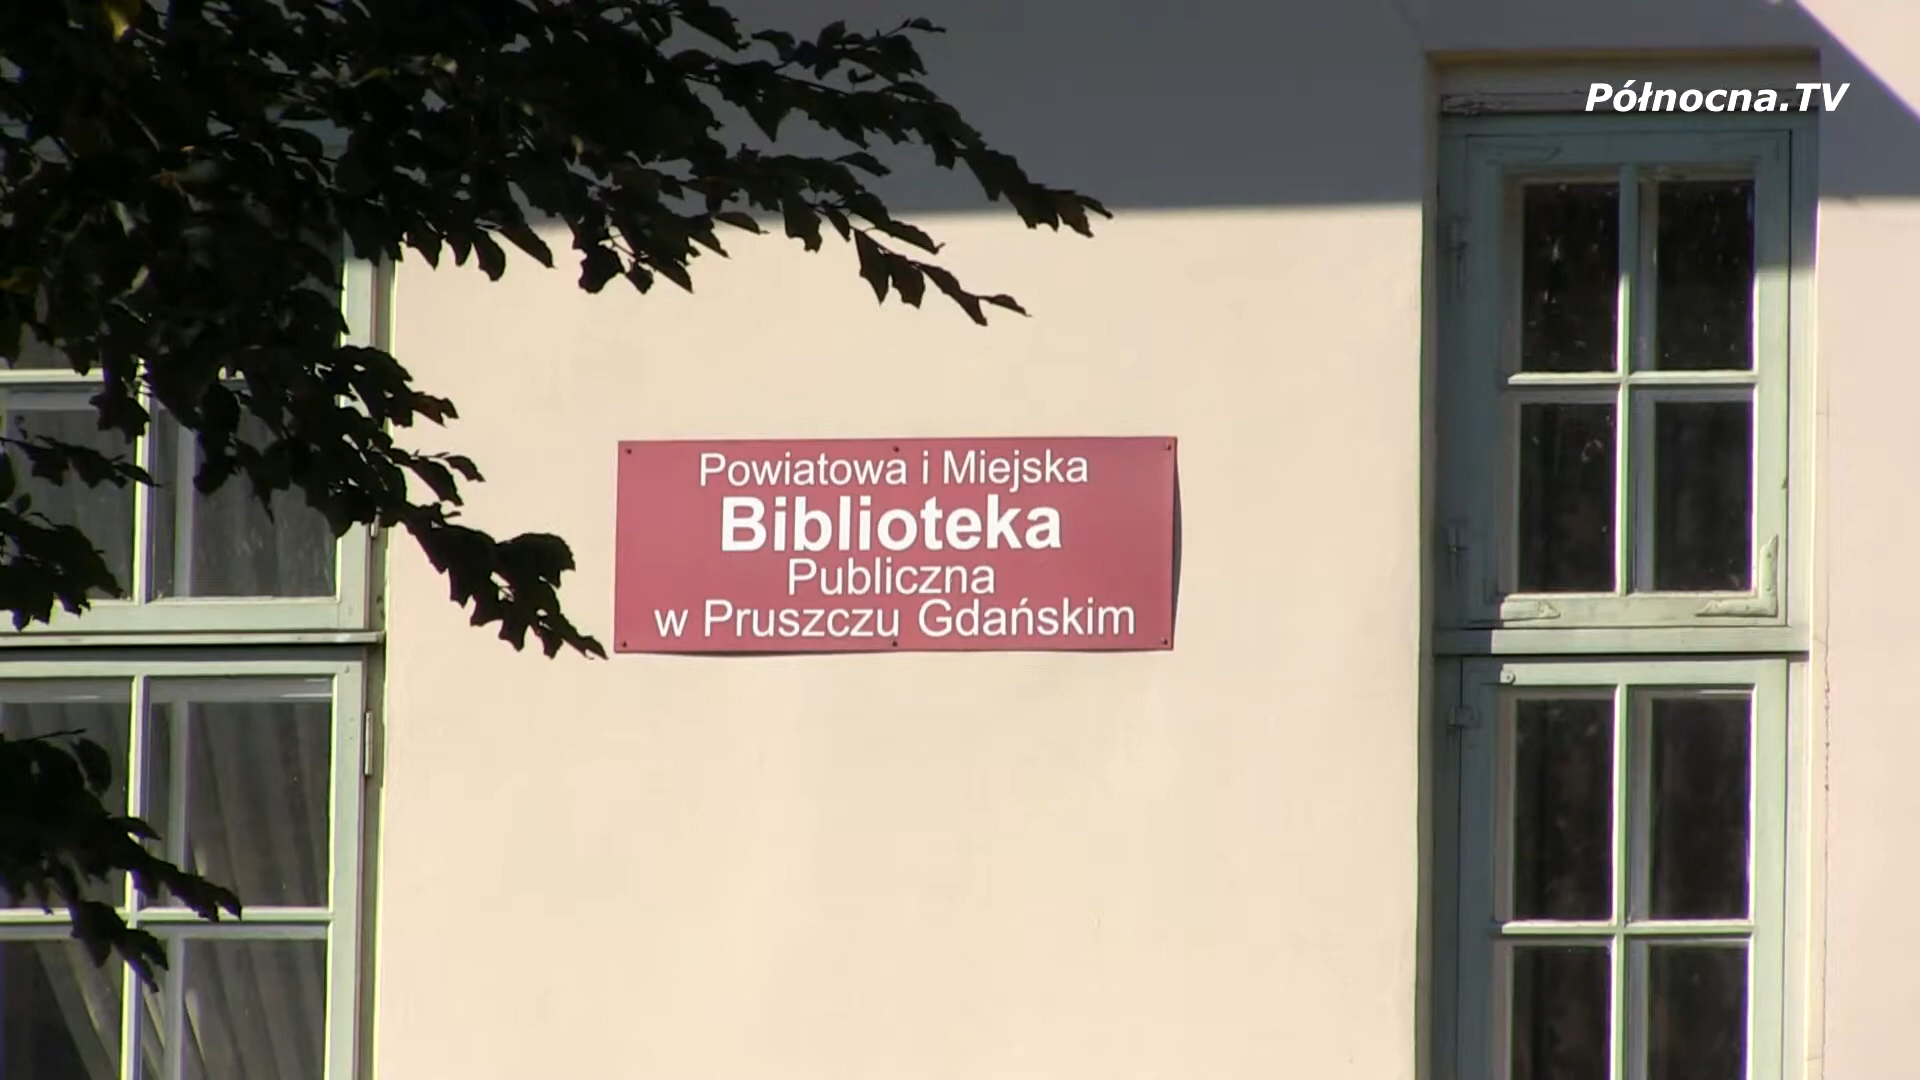 Północna.TV
Powiatowa i Miejska
Biblioteka
Publiczna
w Pruszczu Gdańskim